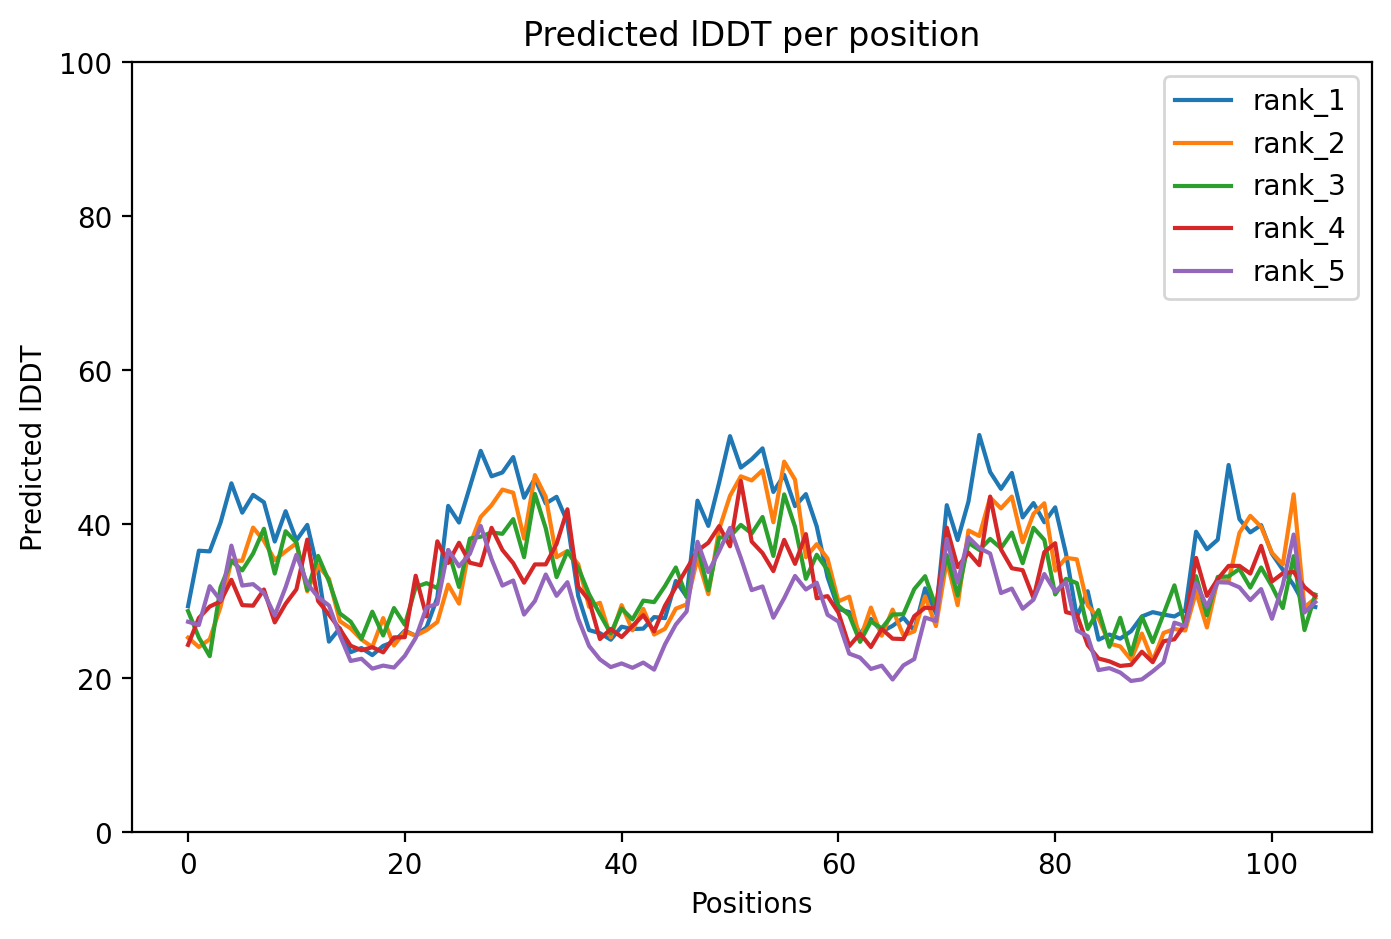 Predicted lDDT per position
100
80
60
40
20
0
Predicted lDDT
0 20 40 60 80 100
Positions
rank_1
rank_2
rank_3
rank_4
rank_5